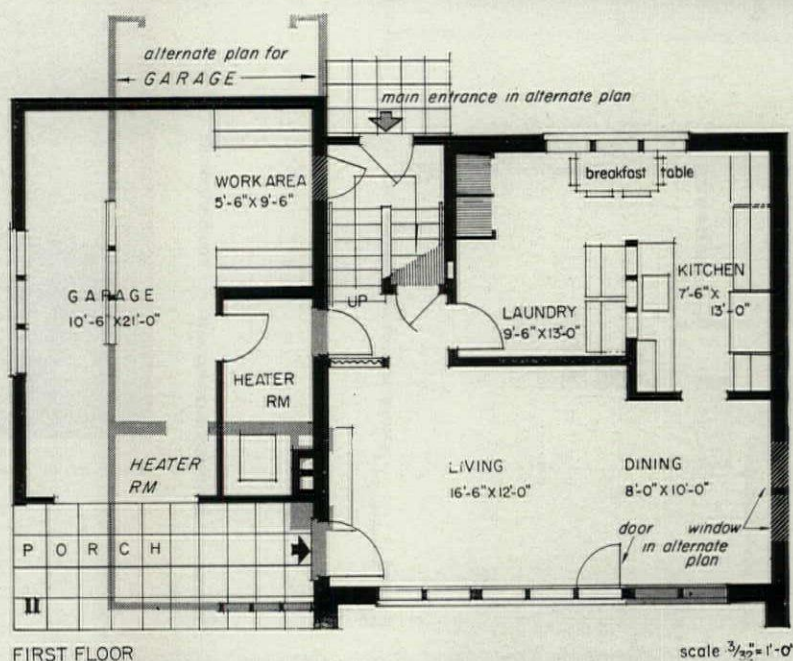 alternate plan for
GARAGE
main entrance in alternate plan
WORK AREA
5'-6" X 9'-6"
breakfast table
GARAGE
10'-6" X 21'-0"
UP
KITCHEN
7'-6" X
13'-0"
LAUNDRY
9'-6" X 13'-0"
HEATER
RM
HEATER
RM
LIVING
16'-6" X 12'-0"
DINING
8'-0" X 10'-0"
door window
in alternate
plan
PORCH
II
FIRST FLOOR
scale 3/32" = 1'-0"